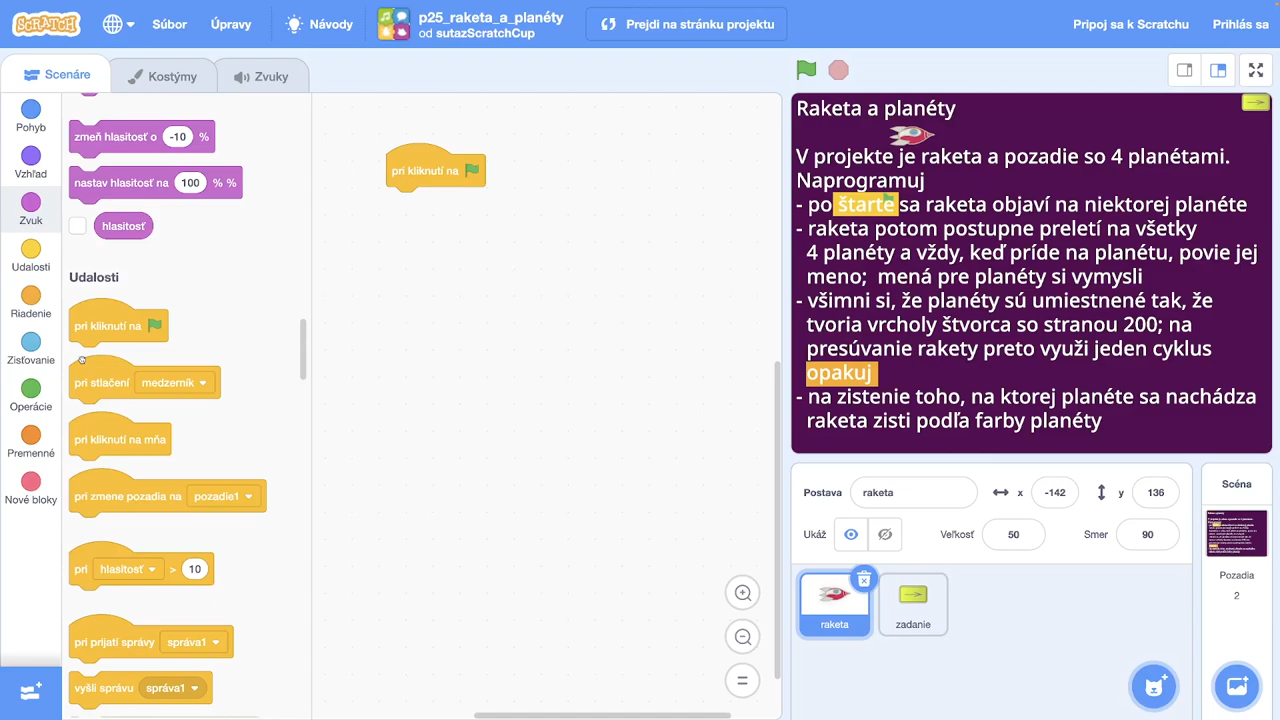 SCRATCH
Súbor
Úpravy
Návody
p25_raketa_a_planéty
od sutazScratchCup
Prejdi na stránku projektu
Pripoj sa k Scratchu
Prihlás sa
Scenáre
Kostýmy
Zvuky
Pohyb
Vzhľad
Zvuk
Udalosti
Riadenie
Zisťovanie
Operácie
Premenné
Nové bloky
zmeň hlasitosť o -10 %
nastav hlasitosť na 100 % %
hlasitosť
Udalosti
pri kliknutí na
pri stlačení medzerník
pri kliknutí na mňa
pri zmene pozadia na pozadie1
pri hlasitosť > 10
pri prijatí správy správa1
vyšli správu správa1
pri kliknutí na
Raketa a planéty
V projekte je raketa a pozadie so 4 planétami.
Naprogramuj
- po štarte sa raketa objaví na niektorej planéte
- raketa potom postupne preletí na všetky
4 planéty a vždy, keď príde na planétu, povie jej
meno; mená pre planéty si vymysli
- všimni si, že planéty sú umiestnené tak, že
tvoria vrcholy štvorca so stranou 200; na
presúvanie rakety preto využi jeden cyklus
opakuj
- na zistenie toho, na ktorej planéte sa nachádza
raketa zisti podľa farby planéty
Postava raketa x -142 y 136
Ukáž Veľkosť 50 Smer 90
raketa
zadanie
Scéna
Pozadia
2